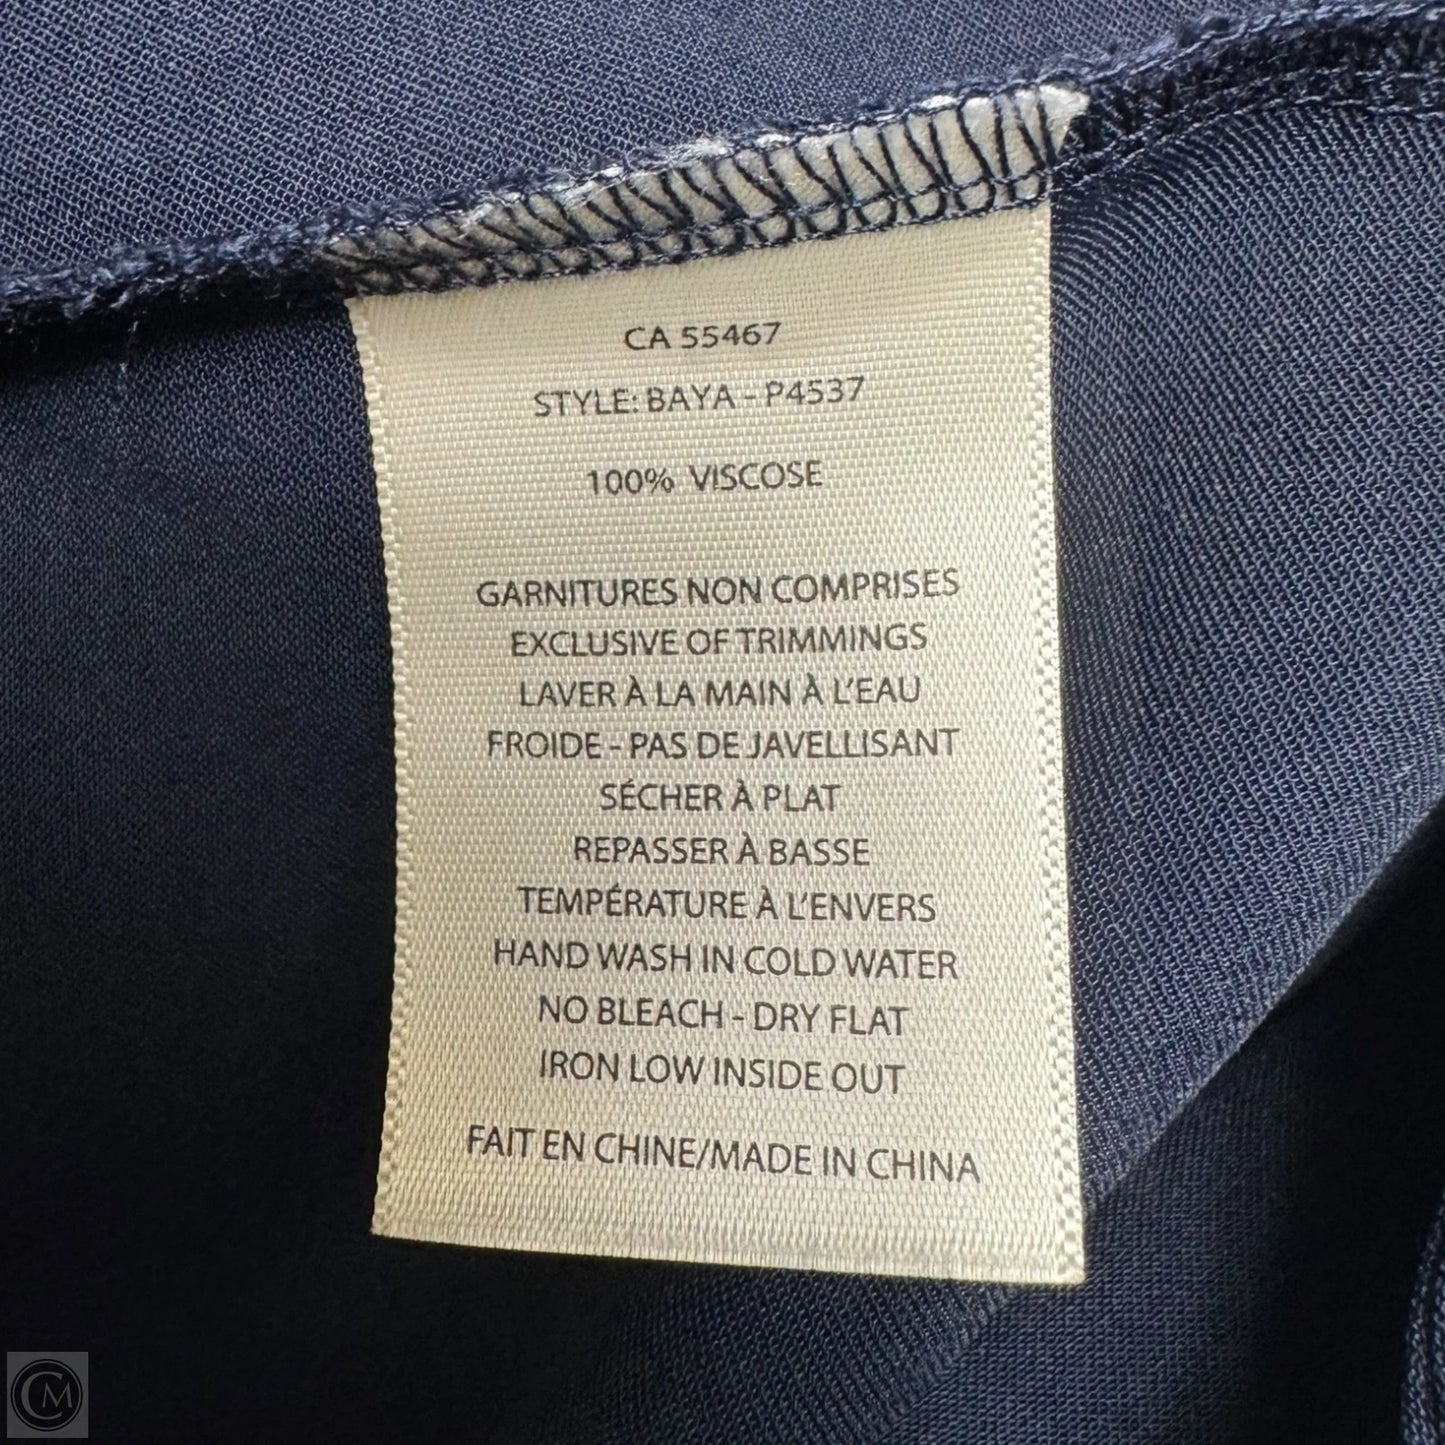 CA 55467
STYLE: BAYA - P4537
100% VISCOSE
GARNITURES NON COMPRISES
EXCLUSIVE OF TRIMMINGS
LAVER À LA MAIN À L'EAU
FROIDE - PAS DE JAVELLISANT
SÉCHER À PLAT
REPASSER À BASSE
TEMPÉRATURE À L'ENVERS
HAND WASH IN COLD WATER
NO BLEACH - DRY FLAT
IRON LOW INSIDE OUT
FAIT EN CHINE/MADE IN CHINA
CM